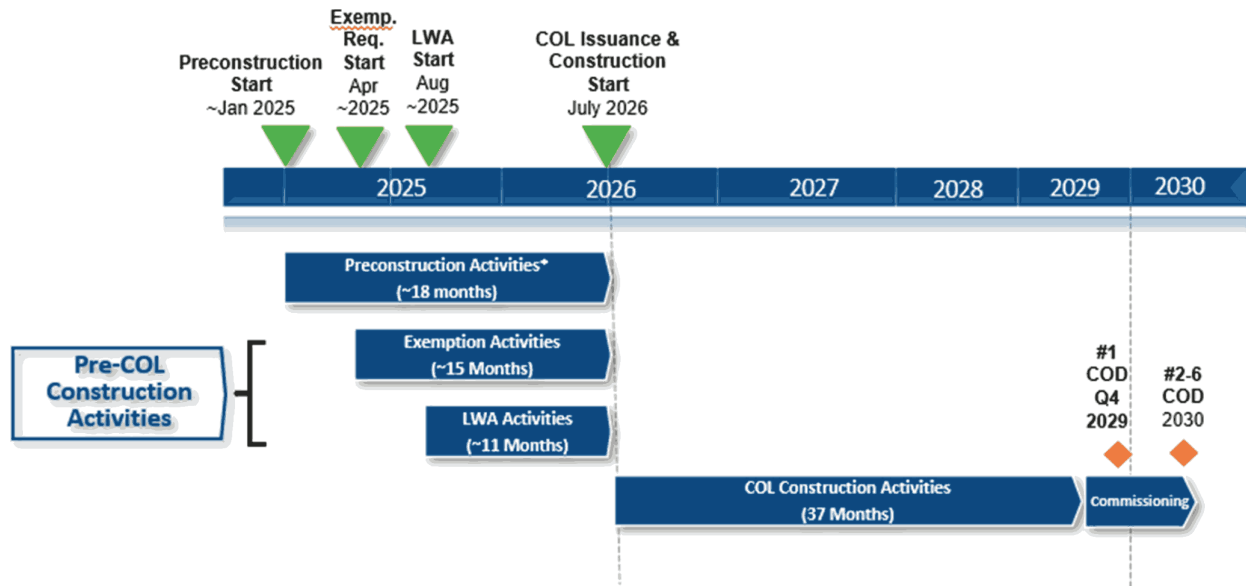 Preconstruction
Start
~Jan 2025
Exemp.
Req.
Start
Apr
~2025
LWA
Start
Aug
~2025
COL Issuance &
Construction
Start
July 2026
2025
2026
2027
2028
2029
2030
Preconstruction Activities*
(~18 months)
Exemption Activities
(~15 Months)
LWA Activities
(~11 Months)
Pre-COL
Construction
Activities
#1
COD
Q4
2029
#2-6
COD
2030
COL Construction Activities
(37 Months)
Commissioning